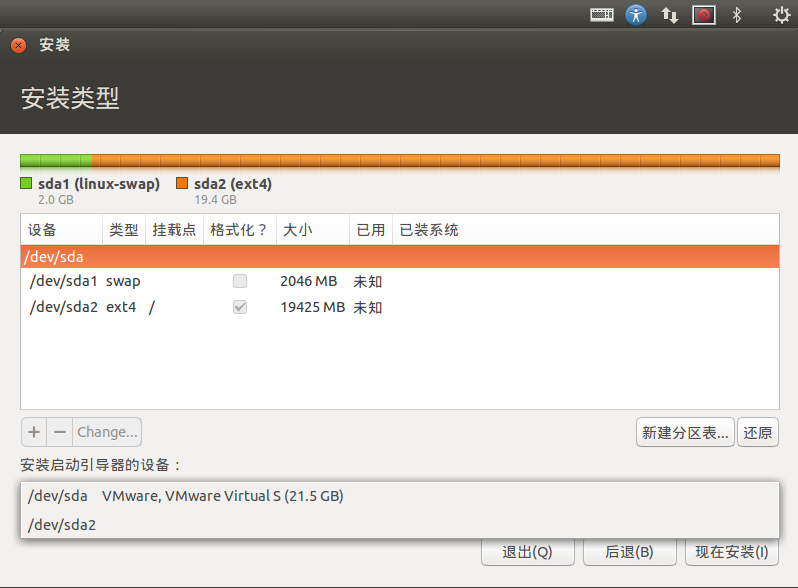 安装
安装类型
sda1 (linux-swap) sda2 (ext4)
2.0 GB 19.4 GB
设备 类型 挂载点 格式化？ 大小 已用 已装系统
/dev/sda
/dev/sda1 swap 2046 MB 未知
/dev/sda2 ext4 / 19425 MB 未知
+ − Change... 新建分区表... 还原
安装启动引导器的设备：
/dev/sda VMware, VMware Virtual S (21.5 GB)
/dev/sda2
退出(Q) 后退(B) 现在安装(I)